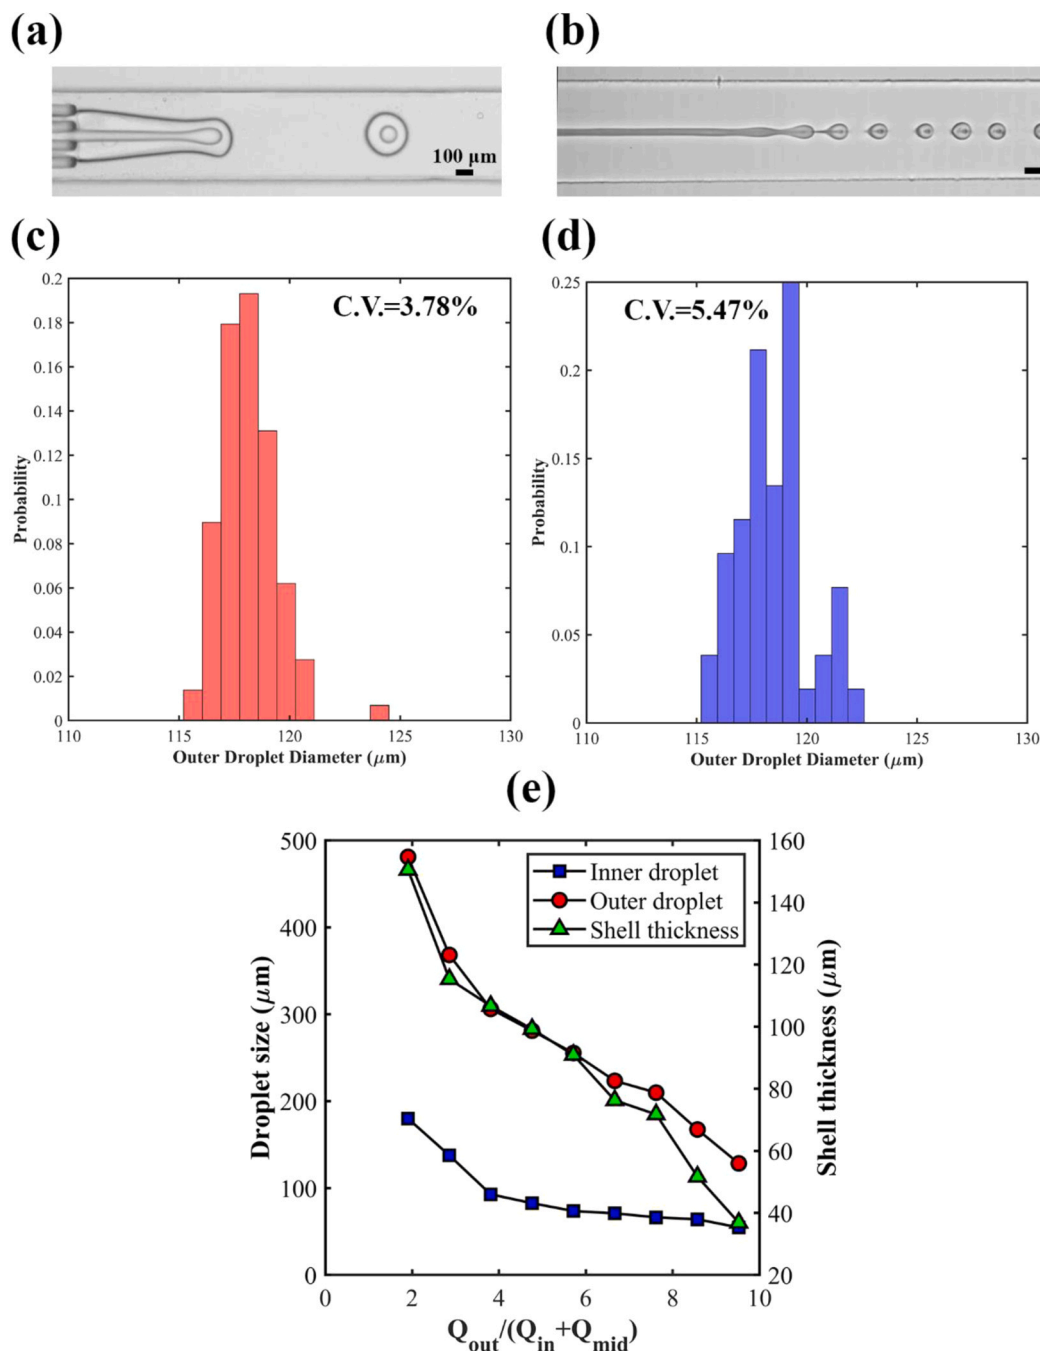 (a)
(b)
100 μm
(c)
(d)
C.V.=3.78%
0.2
0.18
0.16
0.14
0.12
0.1
0.08
0.06
0.04
0.02
0
Probability
110
115
120
125
130
Outer Droplet Diameter (μm)
C.V.=5.47%
0.25
0.2
0.15
0.1
0.05
0
Probability
110
115
120
125
130
Outer Droplet Diameter (μm)
(e)
500
400
300
200
100
0
Droplet size (μm)
Inner droplet
Outer droplet
Shell thickness
160
140
120
100
80
60
40
20
Shell thickness (μm)
0
2
4
6
8
10
Q_out/(Q_in+Q_mid)